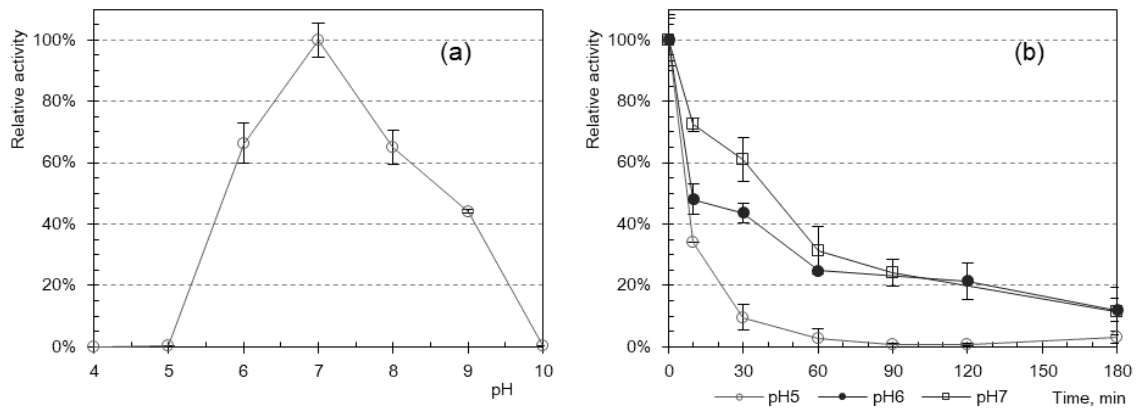 Relative activity
100%
80%
60%
40%
20%
0%
4 5 6 7 8 9 10
pH
(a)
Relative activity
100%
80%
60%
40%
20%
0%
0 30 60 90 120 150 180
(b)
pH5 pH6 pH7 Time, min